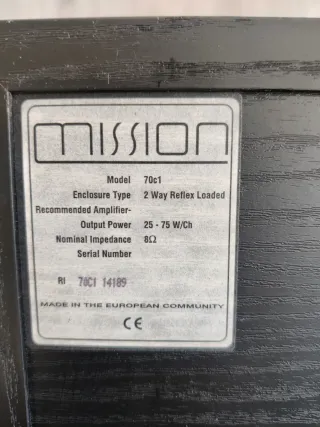 mission
Model 70c1
Enclosure Type 2 Way Reflex Loaded
Recommended Amplifier-
Output Power 25 - 75 W/Ch
Nominal Impedance 8Ω
Serial Number
RI 70C1 14189
MADE IN THE EUROPEAN COMMUNITY
CE